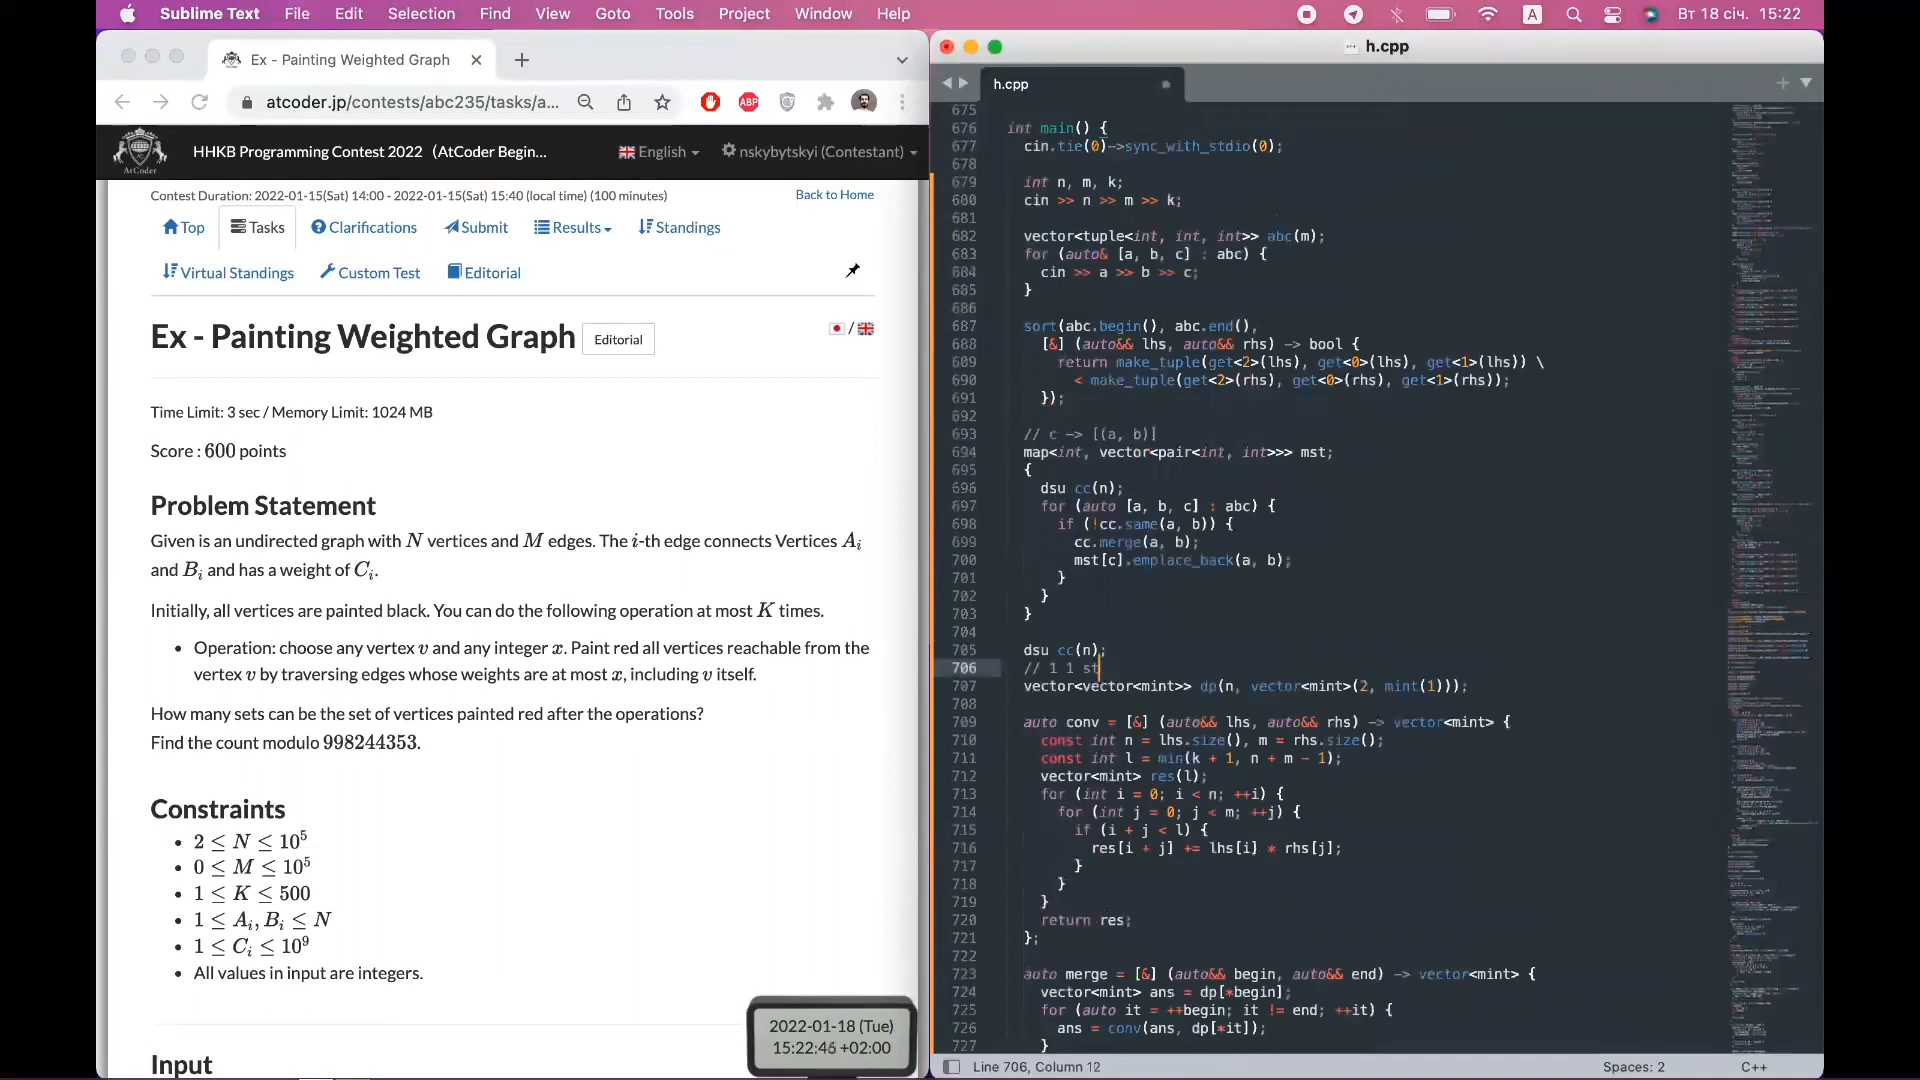 Sublime Text File Edit Selection Find View Goto Tools Project Window Help A Вт 18 січ. 15:22
Ex - Painting Weighted Graph
h.cpp
atcoder.jp/contests/abc235/tasks/a... ABP
h.cpp
AtCoder
HHKB Programming Contest 2022（AtCoder Begin... English nskybytskyi (Contestant)
Contest Duration: 2022-01-15(Sat) 14:00 - 2022-01-15(Sat) 15:40 (local time) (100 minutes) Back to Home
Top Tasks Clarifications Submit Results Standings
Virtual Standings Custom Test Editorial
Ex - Painting Weighted Graph Editorial /
Time Limit: 3 sec / Memory Limit: 1024 MB
Score : 600 points
Problem Statement
Given is an undirected graph with N vertices and M edges. The i-th edge connects Vertices Ai
and Bi and has a weight of Ci.
Initially, all vertices are painted black. You can do the following operation at most K times.
• Operation: choose any vertex v and any integer x. Paint red all vertices reachable from the
vertex v by traversing edges whose weights are at most x, including v itself.
How many sets can be the set of vertices painted red after the operations?
Find the count modulo 998244353.
Constraints
• 2 ≤ N ≤ 10^5
• 0 ≤ M ≤ 10^5
• 1 ≤ K ≤ 500
• 1 ≤ Ai, Bi ≤ N
• 1 ≤ Ci ≤ 10^9
• All values in input are integers.
Input
2022-01-18 (Tue)
15:22:46 +02:00
675
676 int main() {
677 cin.tie(0)->sync_with_stdio(0);
678
679 int n, m, k;
680 cin >> n >> m >> k;
681
682 vector<tuple<int, int, int>> abc(m);
683 for (auto& [a, b, c] : abc) {
684 cin >> a >> b >> c;
685 }
686
687 sort(abc.begin(), abc.end(),
688 [&] (auto&& lhs, auto&& rhs) -> bool {
689 return make_tuple(get<2>(lhs), get<0>(lhs), get<1>(lhs)) \
690 < make_tuple(get<2>(rhs), get<0>(rhs), get<1>(rhs));
691 });
692
693 // c -> [(a, b)]
694 map<int, vector<pair<int, int>>> mst;
695 {
696 dsu cc(n);
697 for (auto [a, b, c] : abc) {
698 if (!cc.same(a, b)) {
699 cc.merge(a, b);
700 mst[c].emplace_back(a, b);
701 }
702 }
703 }
704
705 dsu cc(n);
706 // 1 1 st
707 vector<vector<mint>> dp(n, vector<mint>(2, mint(1)));
708
709 auto conv = [&] (auto&& lhs, auto&& rhs) -> vector<mint> {
710 const int n = lhs.size(), m = rhs.size();
711 const int l = min(k + 1, n + m - 1);
712 vector<mint> res(l);
713 for (int i = 0; i < n; ++i) {
714 for (int j = 0; j < m; ++j) {
715 if (i + j < l) {
716 res[i + j] += lhs[i] * rhs[j];
717 }
718 }
719 }
720 return res;
721 };
722
723 auto merge = [&] (auto&& begin, auto&& end) -> vector<mint> {
724 vector<mint> ans = dp[*begin];
725 for (auto it = ++begin; it != end; ++it) {
726 ans = conv(ans, dp[*it]);
727 }
Line 706, Column 12 Spaces: 2 C++